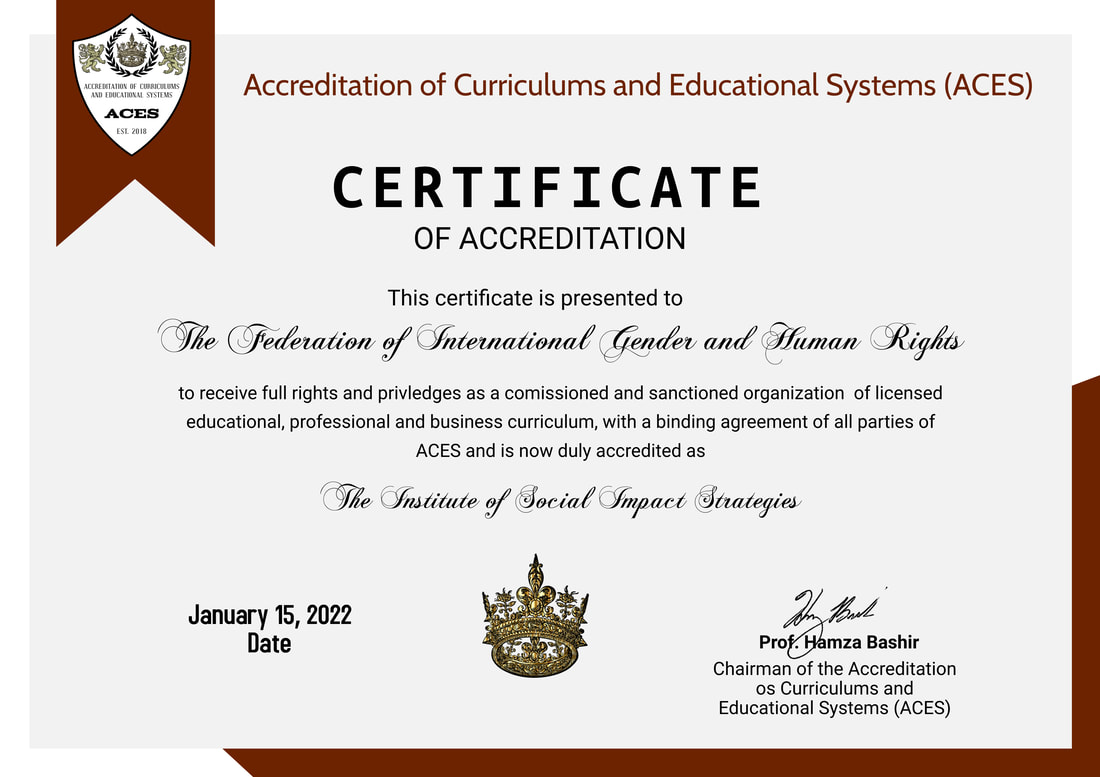 ACCREDITATION OF CURRICULUMS
AND EDUCATIONAL SYSTEMS
ACES
EST. 2018
Accreditation of Curriculums and Educational Systems (ACES)
CERTIFICATE
OF ACCREDITATION
This certificate is presented to
The Federation of International Gender and Human Rights
to receive full rights and privledges as a comissioned and sanctioned organization of licensed
educational, professional and business curriculum, with a binding agreement of all parties of
ACES and is now duly accredited as
The Institute of Social Impact Strategies
January 15, 2022
Date
Prof. Hamza Bashir
Chairman of the Accreditation
os Curriculums and
Educational Systems (ACES)